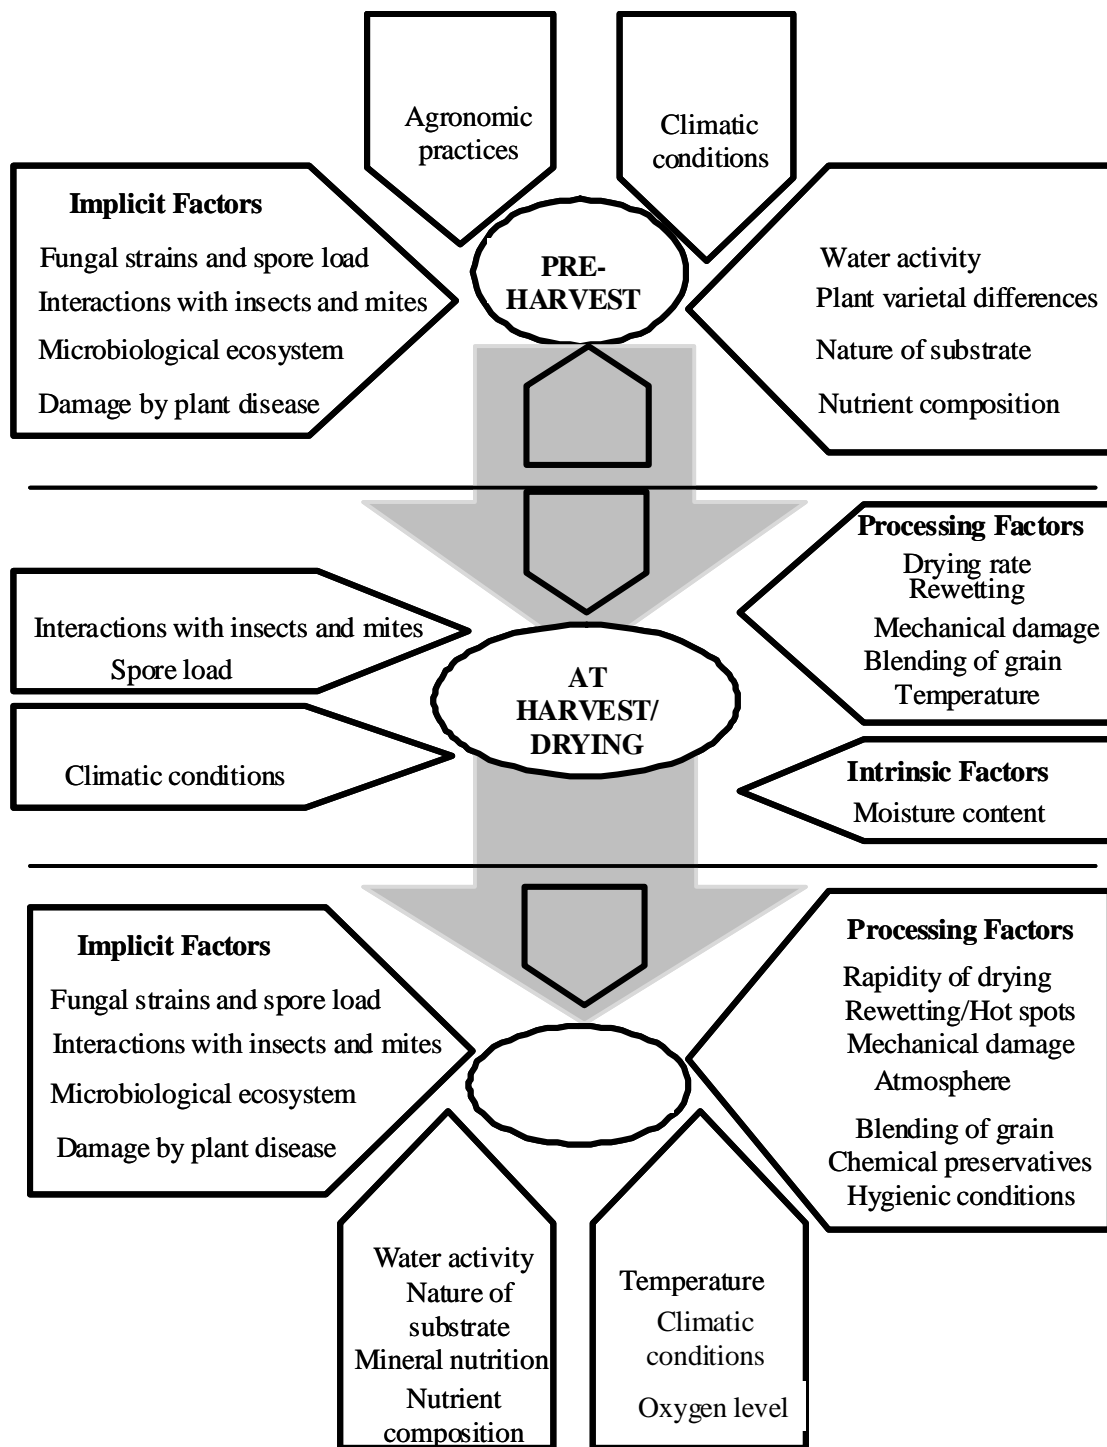 Agronomic
practices
Climatic
conditions
Implicit Factors
Fungal strains and spore load
Interactions with insects and mites
Microbiological ecosystem
Damage by plant disease
PRE-
HARVEST
Water activity
Plant varietal differences
Nature of substrate
Nutrient composition
Interactions with insects and mites
Spore load
Climatic conditions
AT
HARVEST/
DRYING
Processing Factors
Drying rate
Rewetting
Mechanical damage
Blending of grain
Temperature
Intrinsic Factors
Moisture content
Implicit Factors
Fungal strains and spore load
Interactions with insects and mites
Microbiological ecosystem
Damage by plant disease
Processing Factors
Rapidity of drying
Rewetting/Hot spots
Mechanical damage
Atmosphere
Blending of grain
Chemical preservatives
Hygienic conditions
Water activity
Nature of
substrate
Mineral nutrition
Nutrient
composition
Temperature
Climatic
conditions
Oxygen level